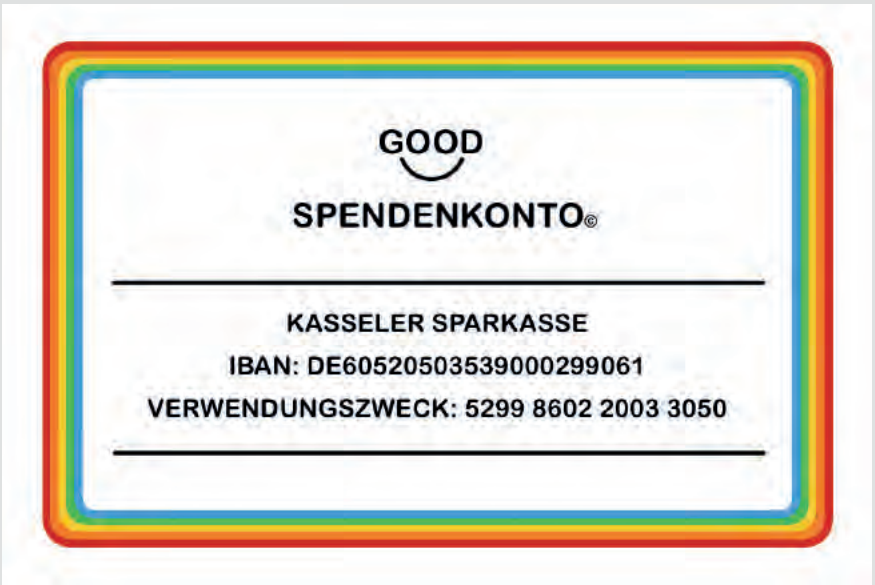 GOOD
SPENDENKONTO©
KASSELER SPARKASSE
IBAN: DE60520503539000299061
VERWENDUNGSZWECK: 5299 8602 2003 3050